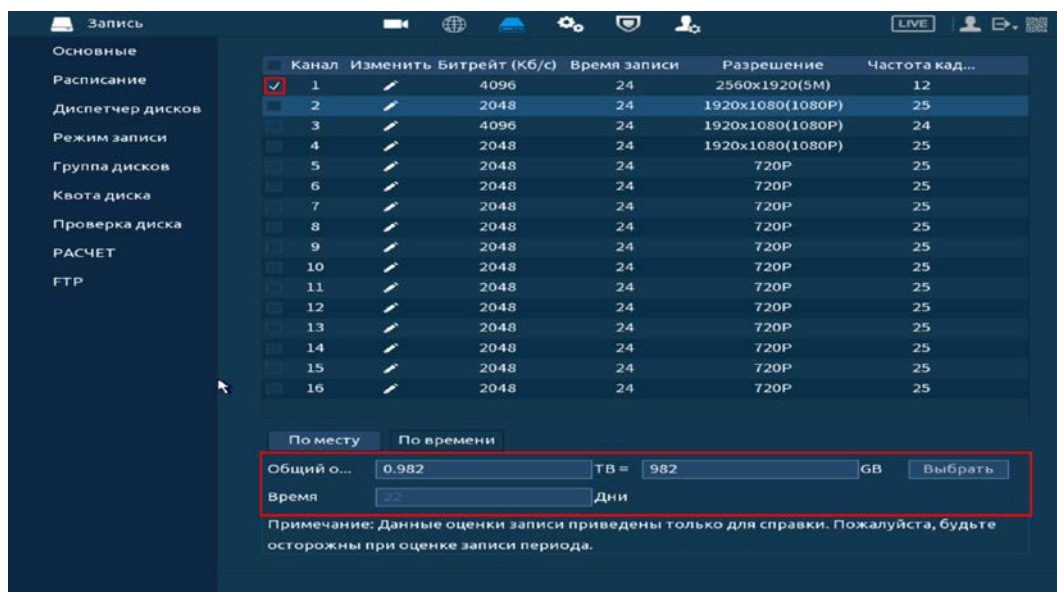 Запись LIVE
Основные
Расписание
Диспетчер дисков
Режим записи
Группа дисков
Квота диска
Проверка диска
РАСЧЕТ
FTP
Канал Изменить Битрейт (Кб/с) Время записи Разрешение Частота кад...
1 4096 24 2560x1920(5M) 12
2 2048 24 1920x1080(1080P) 25
3 4096 24 1920x1080(1080P) 24
4 2048 24 1920x1080(1080P) 25
5 2048 24 720P 25
6 2048 24 720P 25
7 2048 24 720P 25
8 2048 24 720P 25
9 2048 24 720P 25
10 2048 24 720P 25
11 2048 24 720P 25
12 2048 24 720P 25
13 2048 24 720P 25
14 2048 24 720P 25
15 2048 24 720P 25
16 2048 24 720P 25
По месту По времени
Общий о... 0.982 TB = 982 GB Выбрать
Время 22 Дни
Примечание: Данные оценки записи приведены только для справки. Пожалуйста, будьте
осторожны при оценке записи периода.